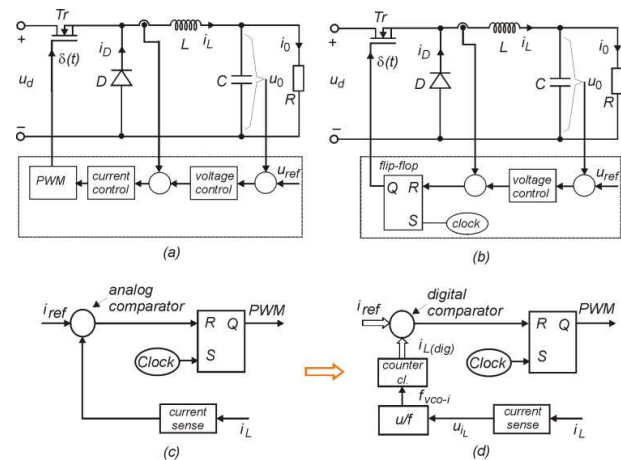 (a)
Tr
+
δ(t)
i_D
L
i_L
i_0
u_d
D
C
u_0
R
–
PWM
current control
voltage control
u_ref
(a)
(b)
Tr
+
δ(t)
i_D
L
i_L
i_0
u_d
D
C
u_0
R
–
flip-flop
Q R
S
clock
voltage control
u_ref
(b)
analog comparator
i_ref
R Q
S
PWM
Clock
current sense
i_L
(c)
digital comparator
i_ref
i_L(dig)
counter cl.
f_vco-i
u/f
u_iL
current sense
i_L
R Q
S
PWM
Clock
(d)